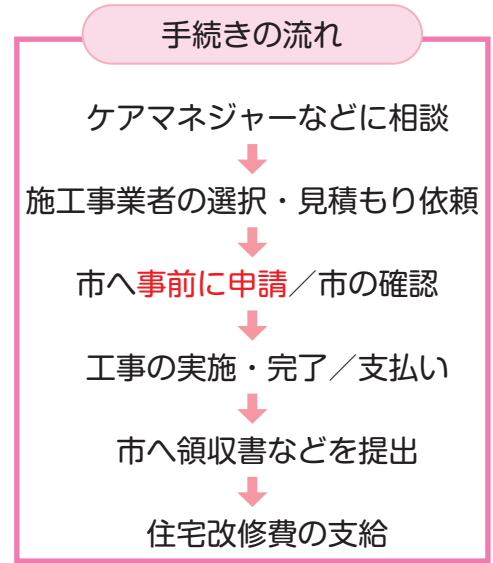 手続きの流れ
ケアマネジャーなどに相談
施工事業者の選択・見積もり依頼
市へ事前に申請／市の確認
工事の実施・完了／支払い
市へ領収書などを提出
住宅改修費の支給